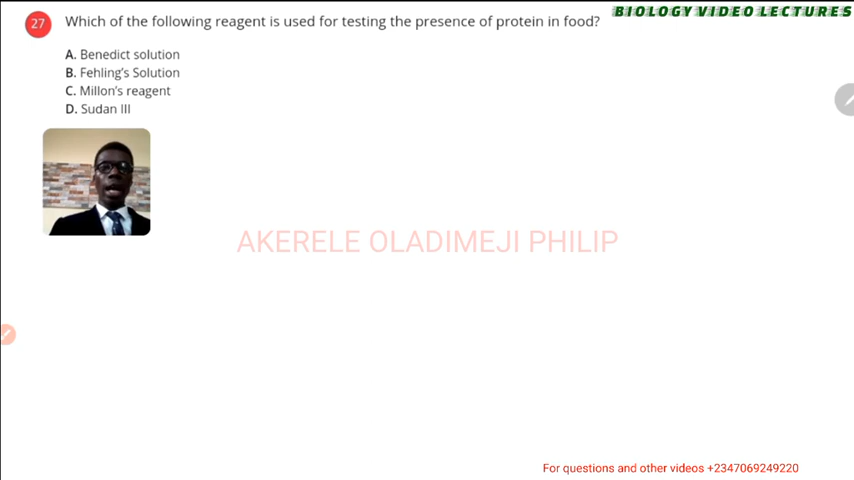 BIOLOGY VIDEO LECTURES
27 Which of the following reagent is used for testing the presence of protein in food?
A. Benedict solution
B. Fehling's Solution
C. Millon's reagent
D. Sudan III
AKERELE OLADIMEJI PHILIP
For questions and other videos +2347069249220